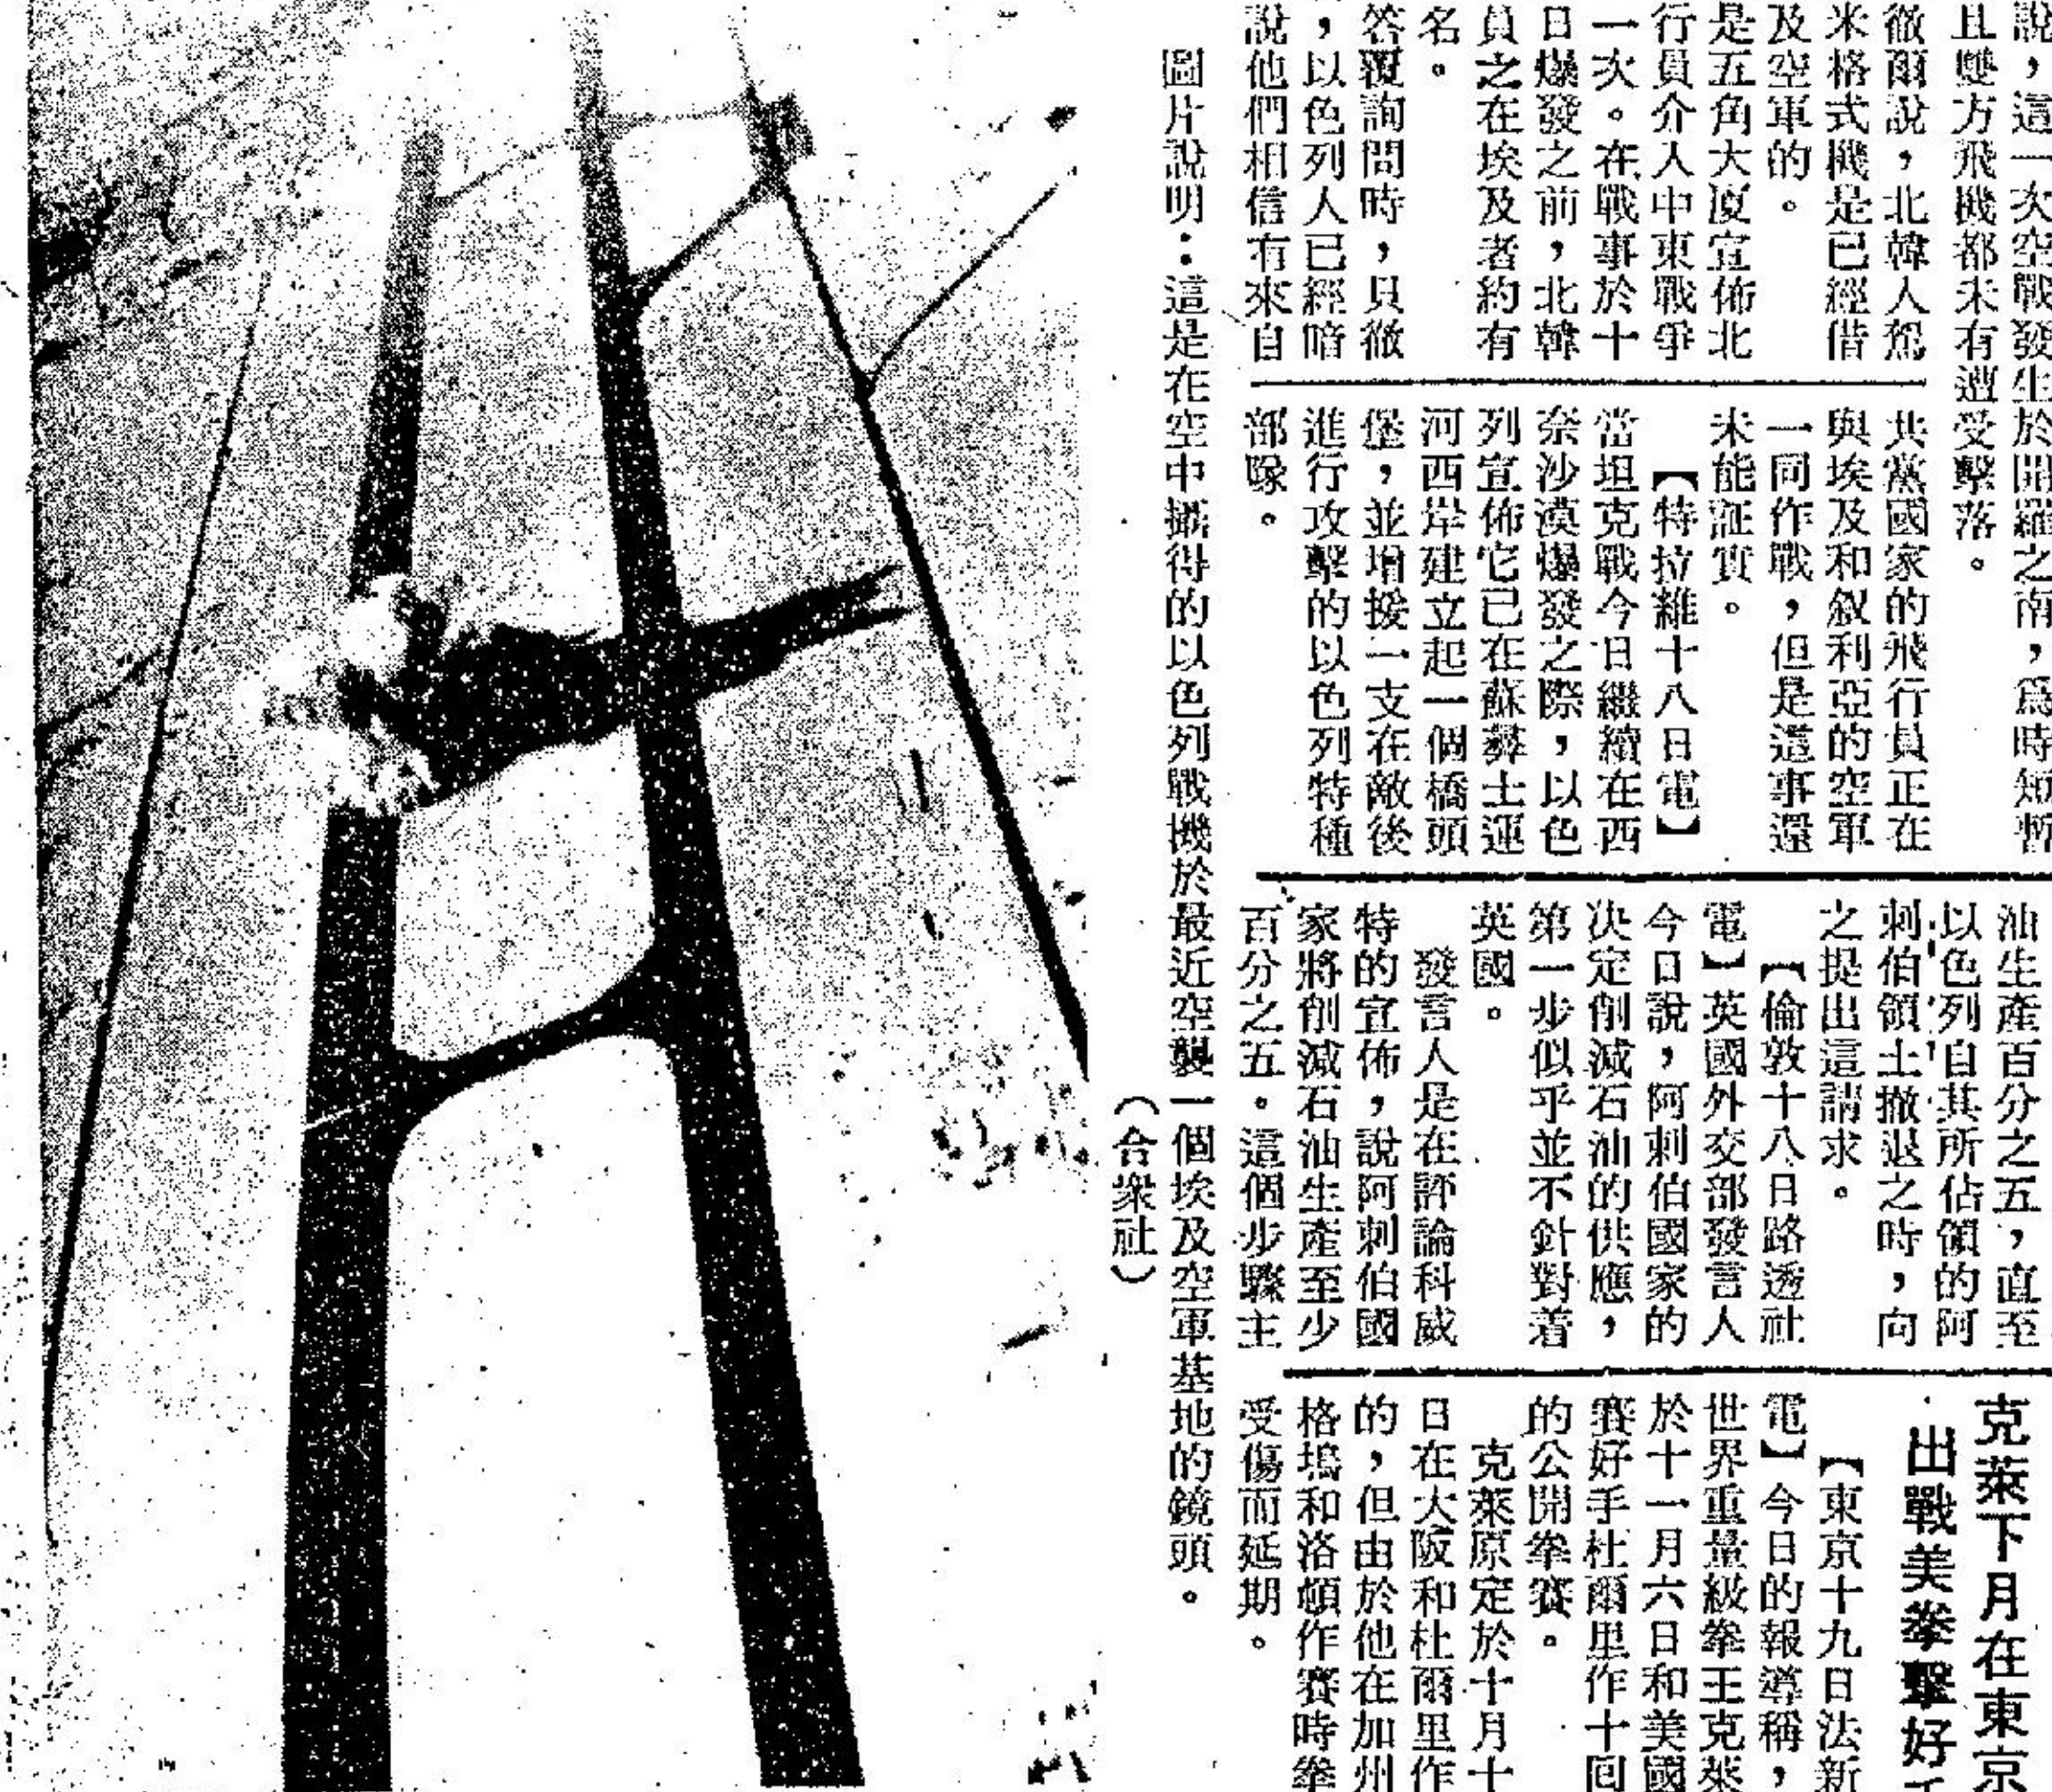 說，這一次空戰發生於開羅之南，爲時短暫
且雙方飛機都未有遭受擊落。
徹爾說，北韓人駕
米格式機是已經借
及空軍的。
是五角大厦宣佈北
行員介入中東戰爭
一次。在戰事於十
日爆發之前，北韓
員之在埃及者約有
名。
答覆詢問時，貝徹
，以色列人已經暗
說他們相信有來自
共黨國家的飛行員正在
與埃及和叙利亞的空軍
一同作戰，但是這事還
未能証實。
【特拉維十八日電】
當坦克戰今日繼續在西
奈沙漠爆發之際，以色
列宣佈它已在蘇彝士運
河西岸建立起一個橋頭
堡，並增援一支在敵後
進行攻擊的以色列特種
部隊。
油生產百分之五，直至
以色列自其所佔領的阿
刺伯領土撤退之時，向
之提出這請求。
【倫敦十八日路透社
電】英國外交部發言人
今日說，阿刺伯國家的
决定削減石油的供應，
第一步似乎並不針對着
英國。
發言人是在評論科威
特的宣佈，說阿刺伯國
家將削減石油生產至少
百分之五。這個步驟主
克萊下月在東京
出戰美拳擊好手
【東京十九日法新
電】今日的報導稱，
世界重量級拳王克萊
於十一月六日和美國
賽好手杜爾里作十回
的公開拳賽。
克萊原定於十月十
日在大阪和杜爾里作
的，但由於他在加州
格塢和洛頓作賽時拳
受傷而延期。
圖片說明：這是在空中攝得的以色列戰機於最近空襲一個埃及空軍基地的鏡頭。
（合衆社）